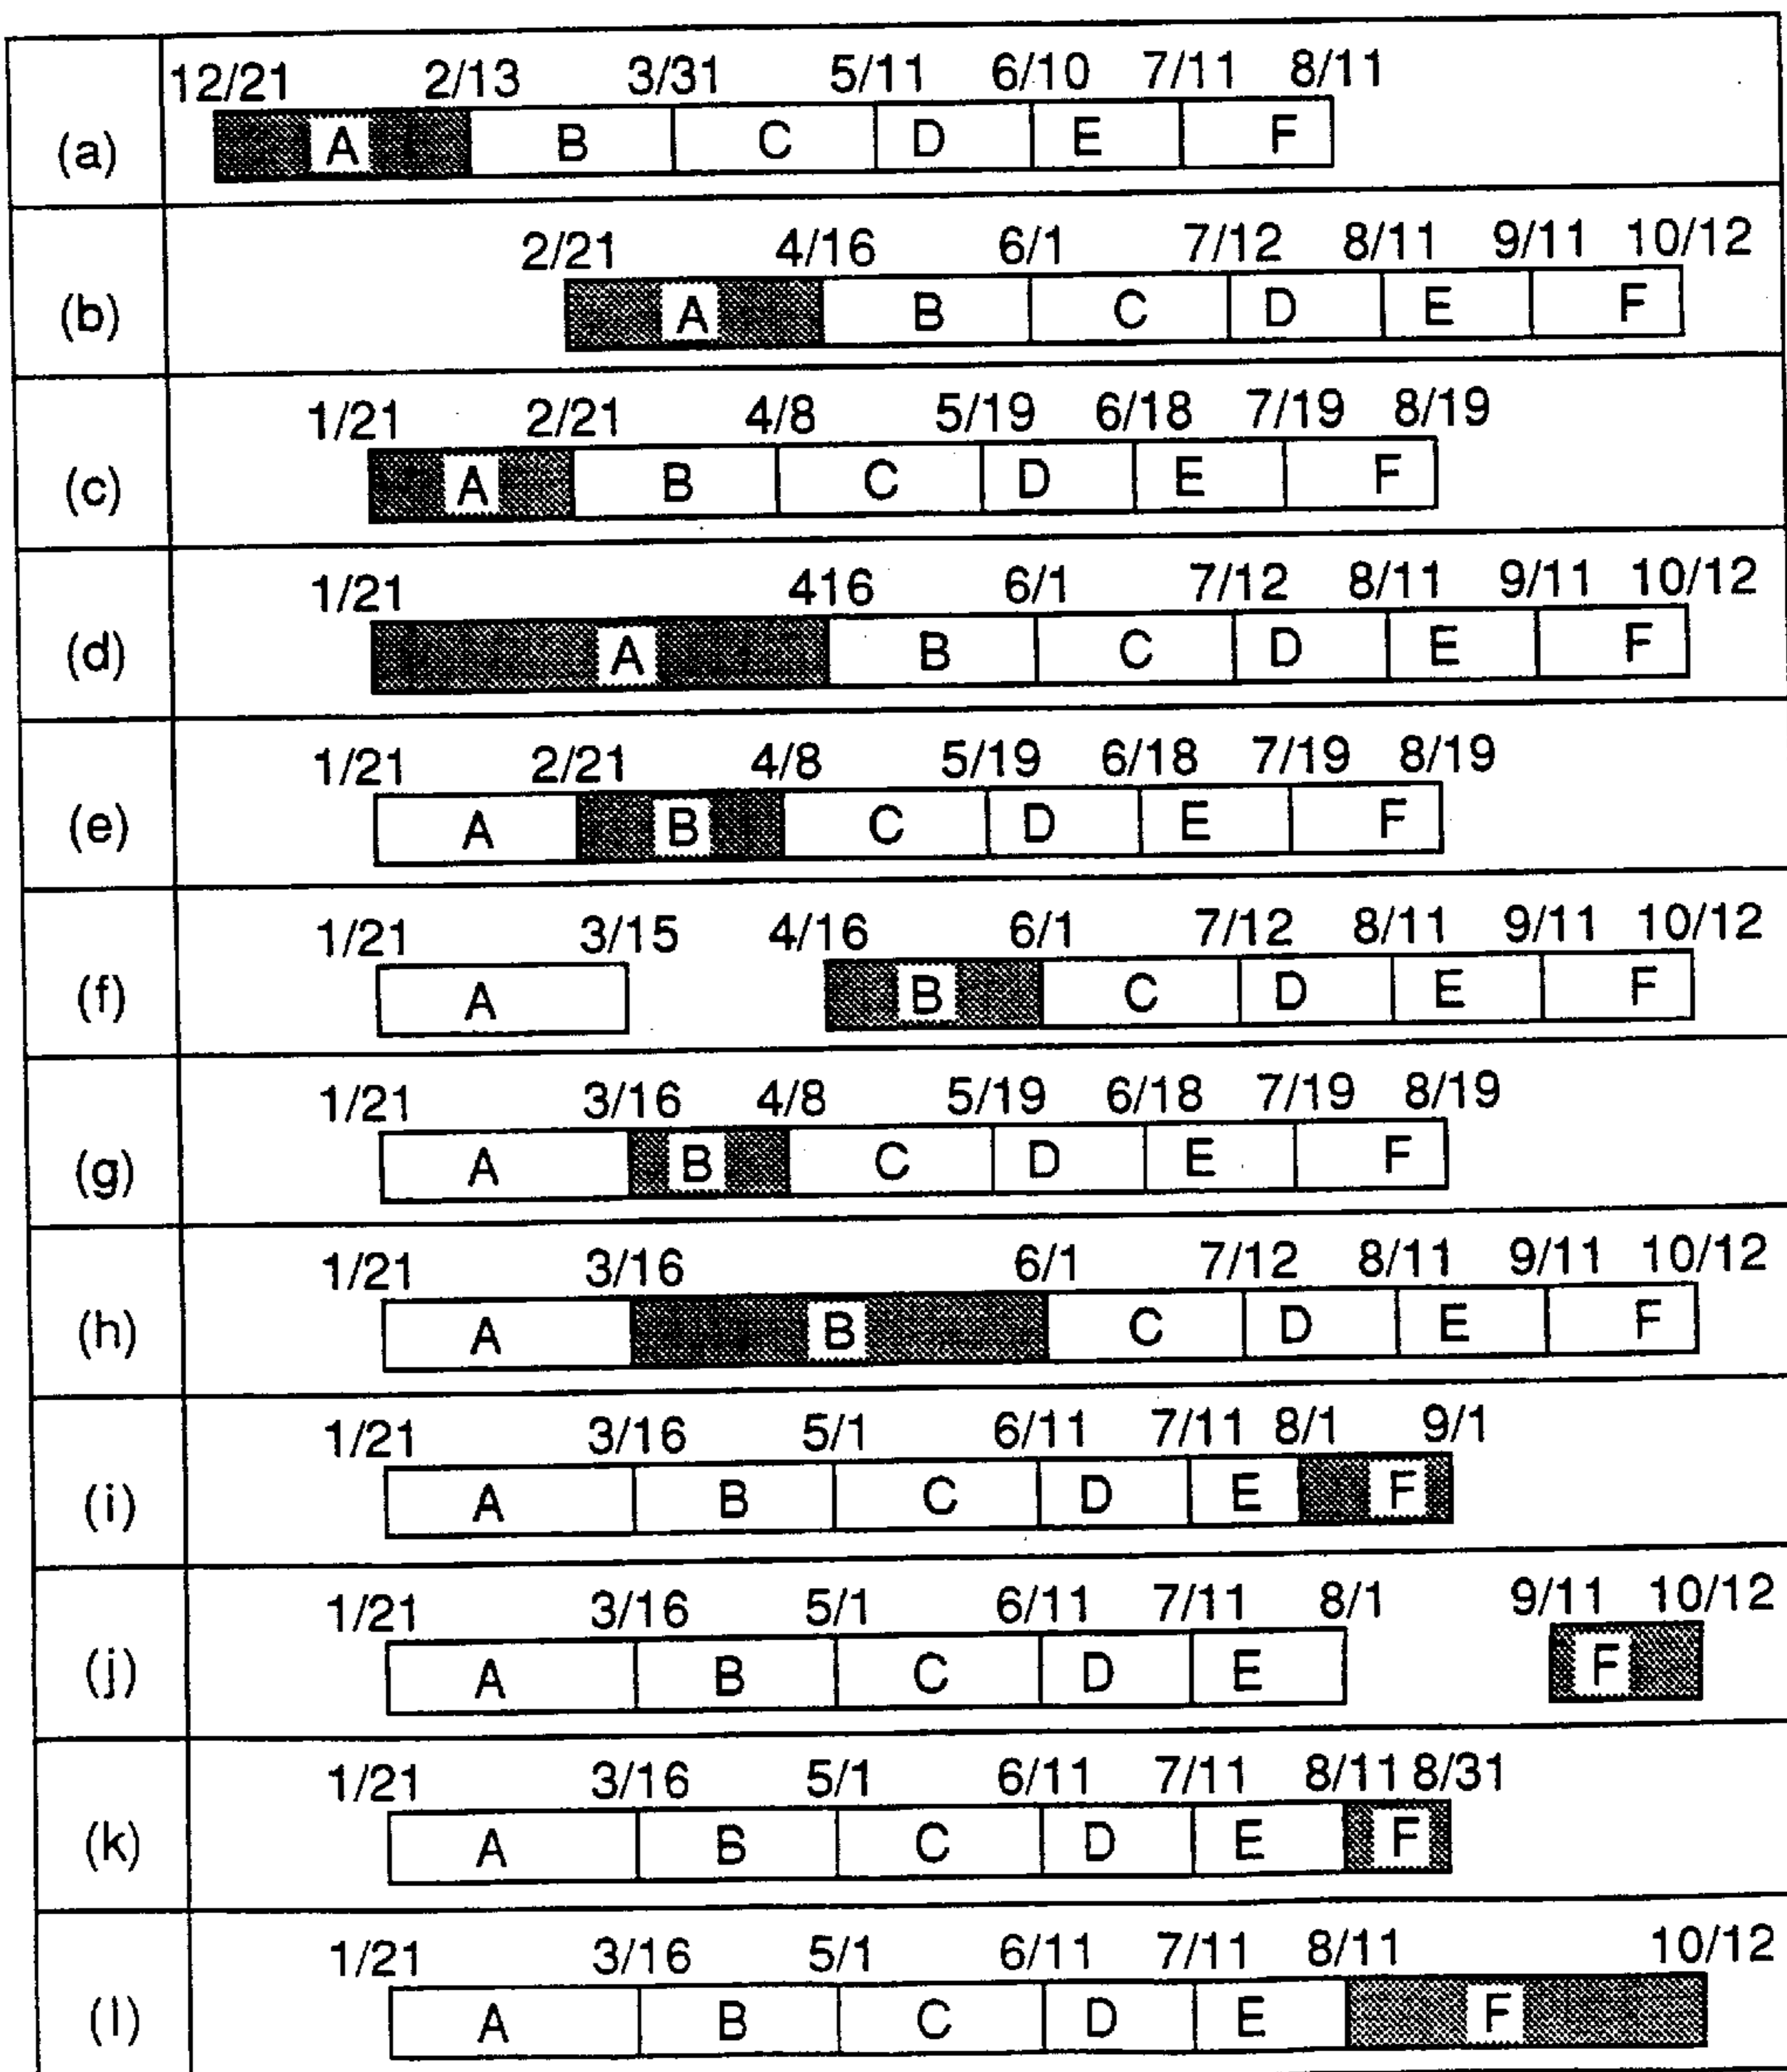 12/21 2/13 3/31 5/11 6/10 7/11 8/11
(a) A B C D E F
2/21 4/16 6/1 7/12 8/11 9/11 10/12
(b) A B C D E F
1/21 2/21 4/8 5/19 6/18 7/19 8/19
(c) A B C D E F
1/21 416 6/1 7/12 8/11 9/11 10/12
(d) A B C D E F
1/21 2/21 4/8 5/19 6/18 7/19 8/19
(e) A B C D E F
1/21 3/15 4/16 6/1 7/12 8/11 9/11 10/12
(f) A B C D E F
1/21 3/16 4/8 5/19 6/18 7/19 8/19
(g) A B C D E F
1/21 3/16 6/1 7/12 8/11 9/11 10/12
(h) A B C D E F
1/21 3/16 5/1 6/11 7/11 8/1 9/1
(i) A B C D E F
1/21 3/16 5/1 6/11 7/11 8/1 9/11 10/12
(j) A B C D E F
1/21 3/16 5/1 6/11 7/11 8/11 8/31
(k) A B C D E F
1/21 3/16 5/1 6/11 7/11 8/11 10/12
(l) A B C D E F